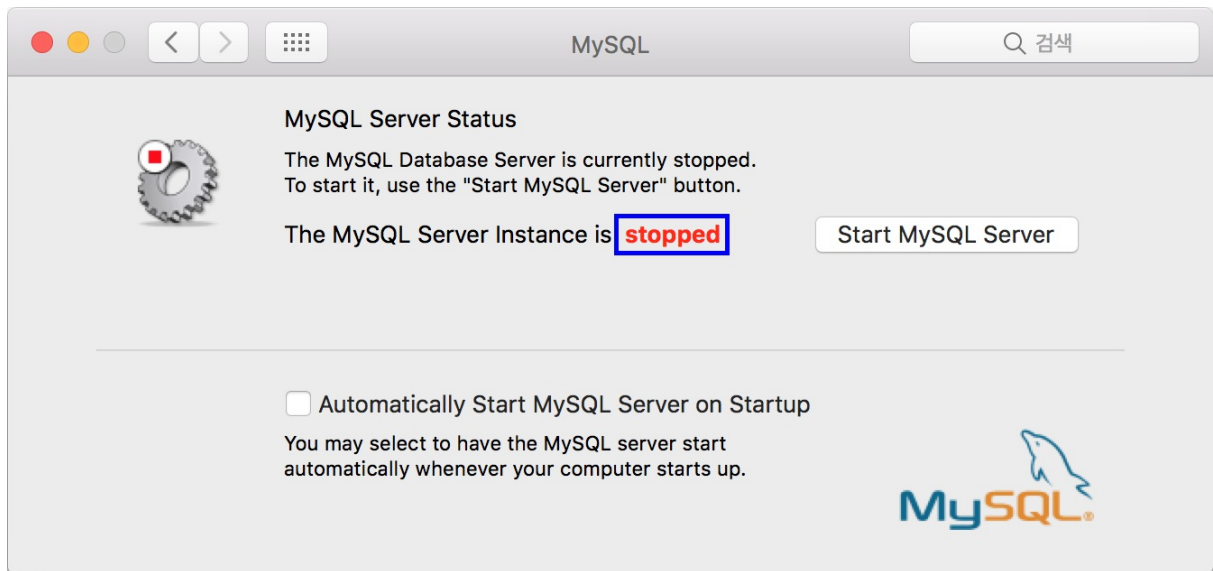 MySQL
검색
MySQL Server Status
The MySQL Database Server is currently stopped.
To start it, use the "Start MySQL Server" button.
The MySQL Server Instance is stopped
Start MySQL Server
Automatically Start MySQL Server on Startup
You may select to have the MySQL server start
automatically whenever your computer starts up.
MySQL®